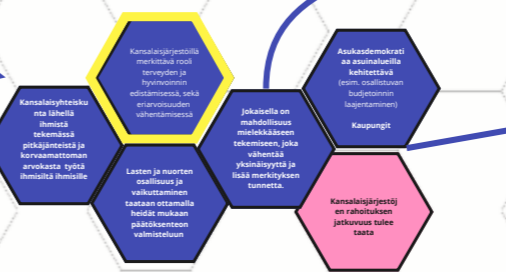 Kansalaisjärjestöillä
merkittävä rooli
terveyden ja
hyvinvoinnin
edistämisessä, sekä
eriarvoisuuden
vähentämisessä
Kansalaisyhteisku
nta lähellä
ihmistä
tekemässä
pitkäjänteistä ja
korvaamattoman
arvokasta työtä
ihmisiltä ihmisille
Lasten ja nuorten
osallisuus ja
vaikuttaminen
taataan ottamalla
heidät mukaan
päätöksenteon
valmisteluun
Jokaisella on
mahdollisuus
mielekkääseen
tekemiseen, joka
vähentää
yksinäisyyttä ja
lisää merkityksen
tunnetta.
Asukasdemokrati
aa asuinalueilla
kehitettävä
(esim. osallistuvan
budjetoinnin
laajentaminen)
Kaupungit
Kansalaisjärjestöj
en rahoituksen
jatkuvuus tulee
taata